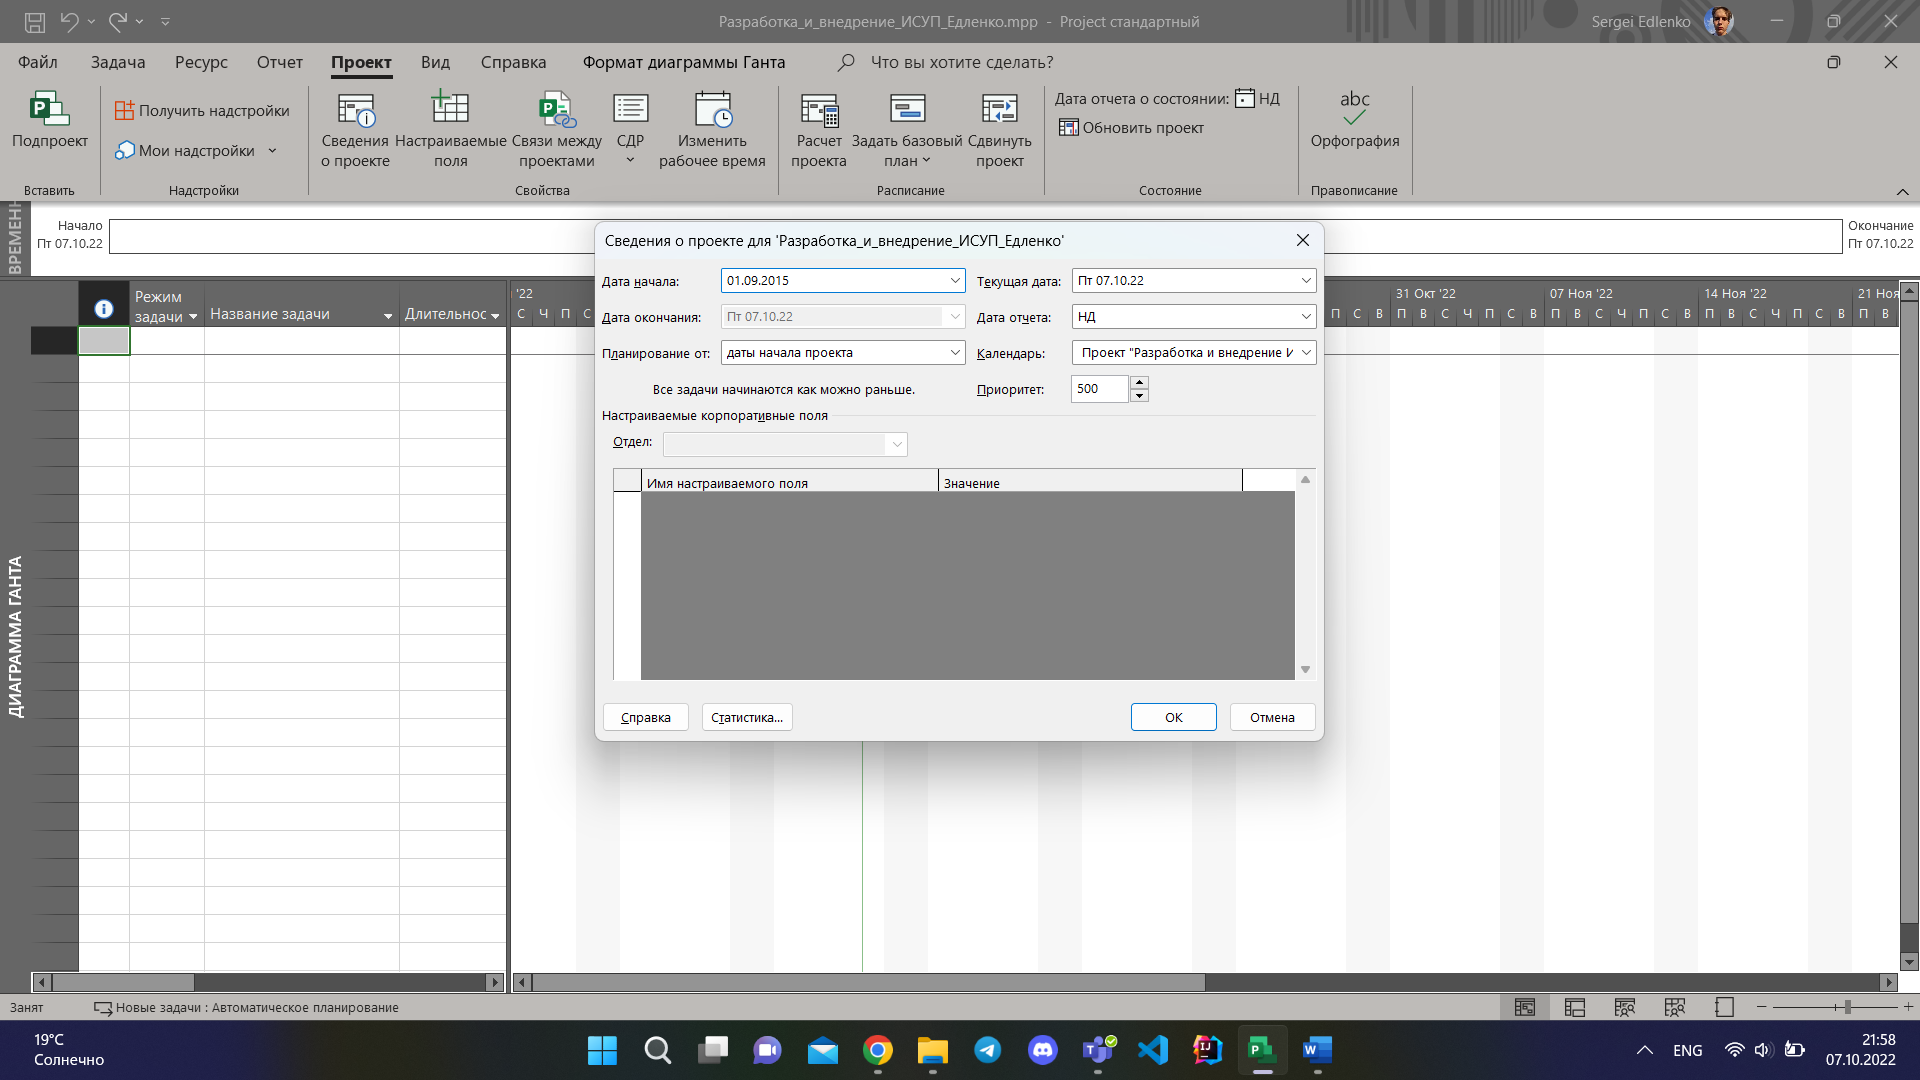 Разработка_и_внедрение_ИСУП_Едленко.mpp - Project стандартный
Sergei Edlenko
Файл Задача Ресурс Отчет Проект Вид Справка Формат диаграммы Ганта Что вы хотите сделать?
Подпроект
Вставить
Получить надстройки
Мои надстройки
Надстройки
Сведения
о проекте
Настраиваемые
поля
Связи между
проектами
СДР
Изменить
рабочее время
Свойства
Расчет
проекта
Задать базовый
план
Сдвинуть
проект
Расписание
Дата отчета о состоянии: НД
Обновить проект
Состояние
abc
Орфография
Правописание
ВРЕМЕНН
Начало
Пт 07.10.22
Окончание
Пт 07.10.22
Режим
задачи
Название задачи
Длительнос
'22
С Ч П С
31 Окт '22 07 Ноя '22 14 Ноя '22 21 Ноя
П С В П В С Ч П С В П В С Ч П С В П В С Ч П С В П В
ДИАГРАММА ГАНТА
Сведения о проекте для 'Разработка_и_внедрение_ИСУП_Едленко'
Дата начала: 01.09.2015
Текущая дата: Пт 07.10.22
Дата окончания: Пт 07.10.22
Дата отчета: НД
Планирование от: даты начала проекта
Календарь: Проект "Разработка и внедрение И
Все задачи начинаются как можно раньше.
Приоритет: 500
Настраиваемые корпоративные поля
Отдел:
Имя настраиваемого поля Значение
Справка Статистика... ОК Отмена
Занят Новые задачи : Автоматическое планирование
19°C
Солнечно
ENG
21:58
07.10.2022